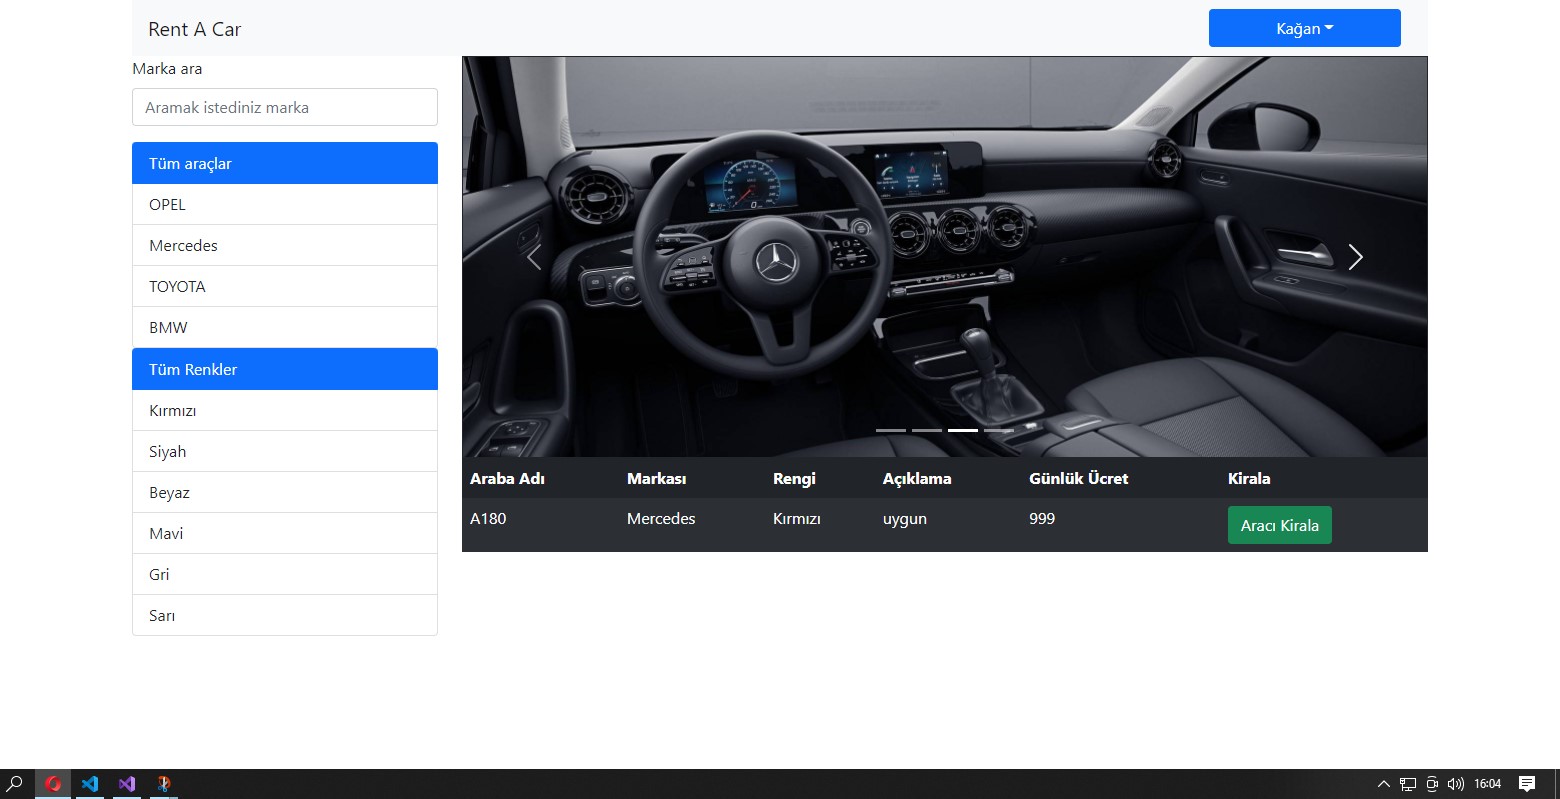 Rent A Car
Kağan
Marka ara
Aramak istediniz marka
Tüm araçlar
OPEL
Mercedes
TOYOTA
BMW
Tüm Renkler
Kırmızı
Siyah
Beyaz
Mavi
Gri
Sarı
Araba Adı Markası Rengi Açıklama Günlük Ücret Kirala
A180 Mercedes Kırmızı uygun 999 Aracı Kirala
16:04